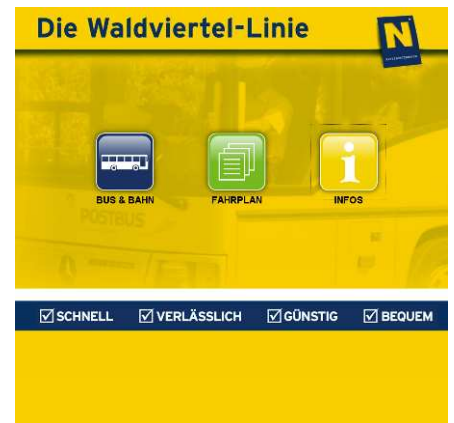 Die Waldviertel-Linie
N
BUS & BAHN
FAHRPLAN
INFOS
POSTBUS
SCHNELL
VERLÄSSLICH
GÜNSTIG
BEQUEM